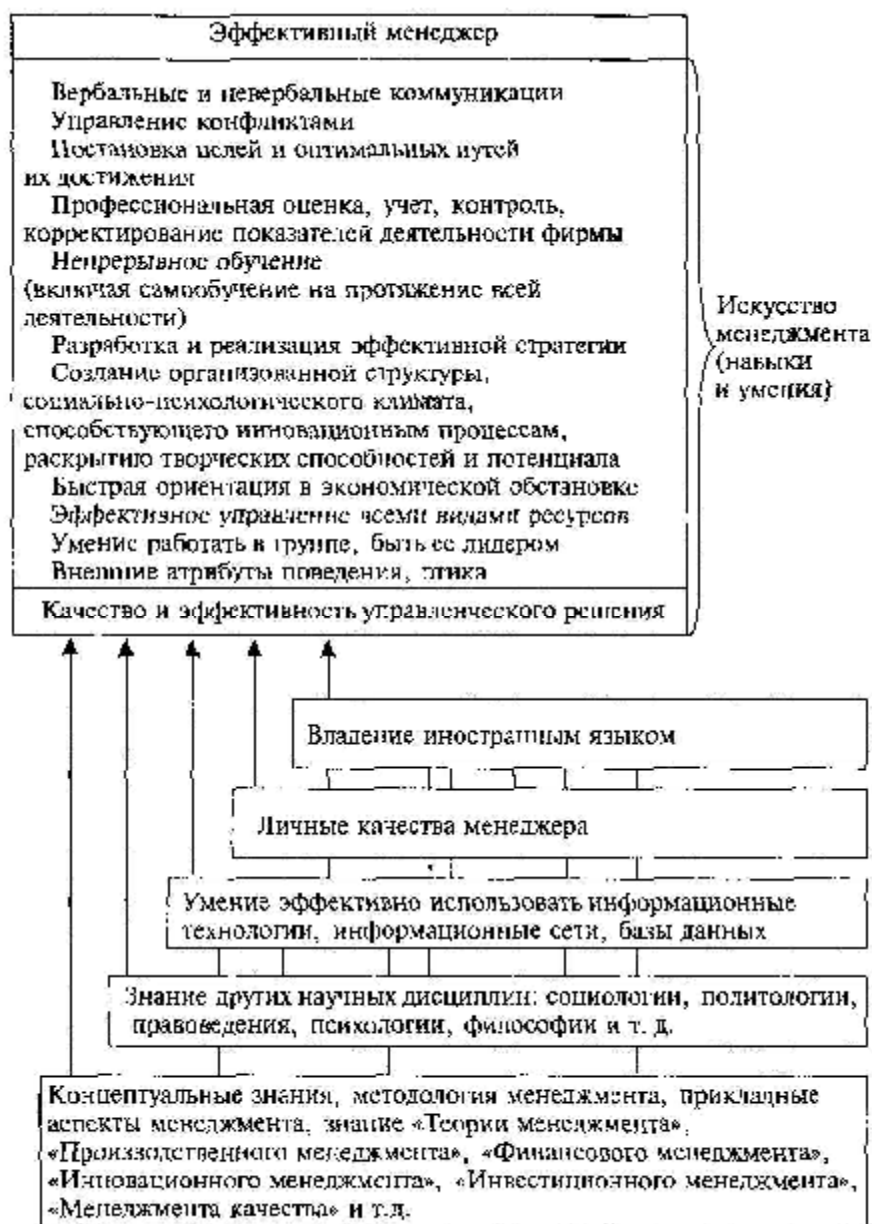 Эффективный менеджер
Вербальные и невербальные коммуникации
Управление конфликтами
Постановка целей и оптимальных путей
их достижения
Профессиональная оценка, учет, контроль,
корректирование показателей деятельности фирмы
Непрерывное обучение
(включая самообучение на протяжение всей
деятельности)
Разработка и реализация эффективной стратегии
Создание организованной структуры,
социально-психологического климата,
способствующего инновационным процессам,
раскрытию творческих способностей и потенциала
Быстрая ориентация в экономической обстановке
Эффективное управление всеми видами ресурсов
Умение работать в группе, быть ее лидером
Внешние атрибуты поведения, этика
Качество и эффективность управленческого решения
Искусство
менеджмента
(навыки
и умения)
Владение иностранным языком
Личные качества менеджера
Умение эффективно использовать информационные
технологии, информационные сети, базы данных
Знание других научных дисциплин: социологии, политологии,
правоведения, психологии, философии и т. д.
Концептуальные знания, методология менеджмента, прикладные
аспекты менеджмента, знание «Теории менеджмента»,
«Производственного менеджмента», «Финансового менеджмента»,
«Инновационного менеджмента», «Инвестиционного менеджмента»,
«Менеджмента качества» и т.д.